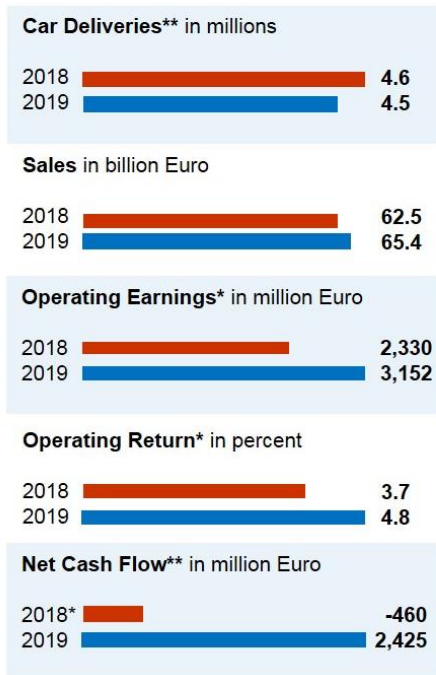 Car Deliveries** in millions
2018 4.6
2019 4.5
Sales in billion Euro
2018 62.5
2019 65.4
Operating Earnings* in million Euro
2018 2,330
2019 3,152
Operating Return* in percent
2018 3.7
2019 4.8
Net Cash Flow** in million Euro
2018* -460
2019 2,425